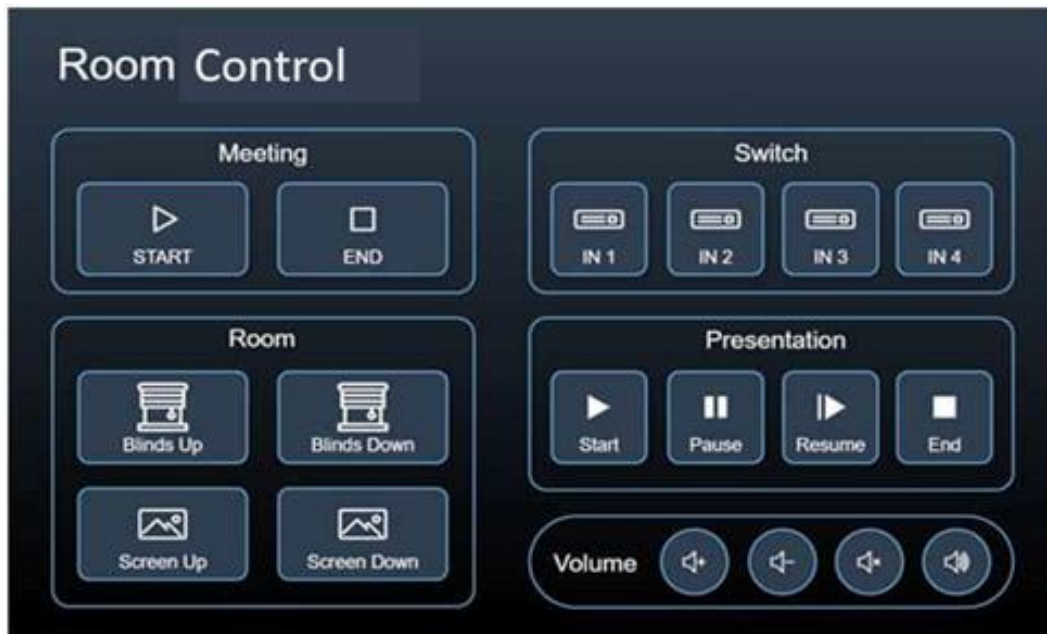 Room Control
Meeting
START
END
Switch
IN 1
IN 2
IN 3
IN 4
Room
Blinds Up
Blinds Down
Screen Up
Screen Down
Presentation
Start
Pause
Resume
End
Volume